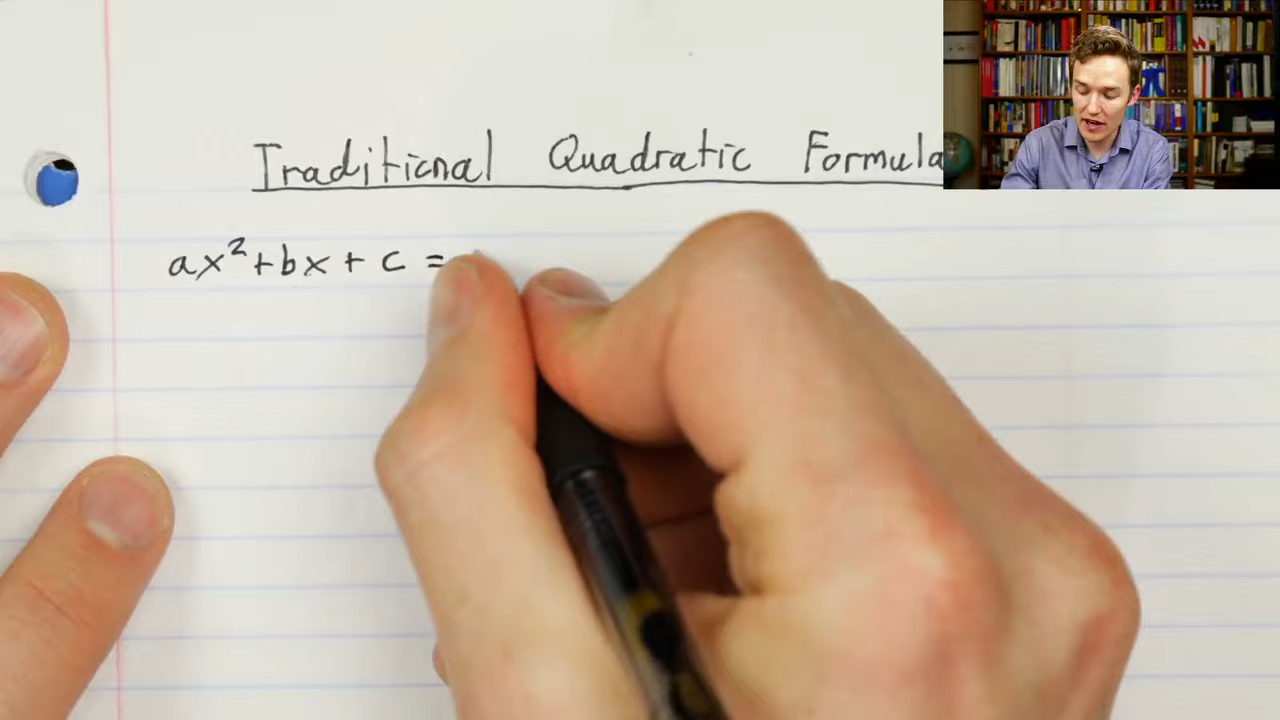 Traditional Quadratic Formula
ax²+bx + c =